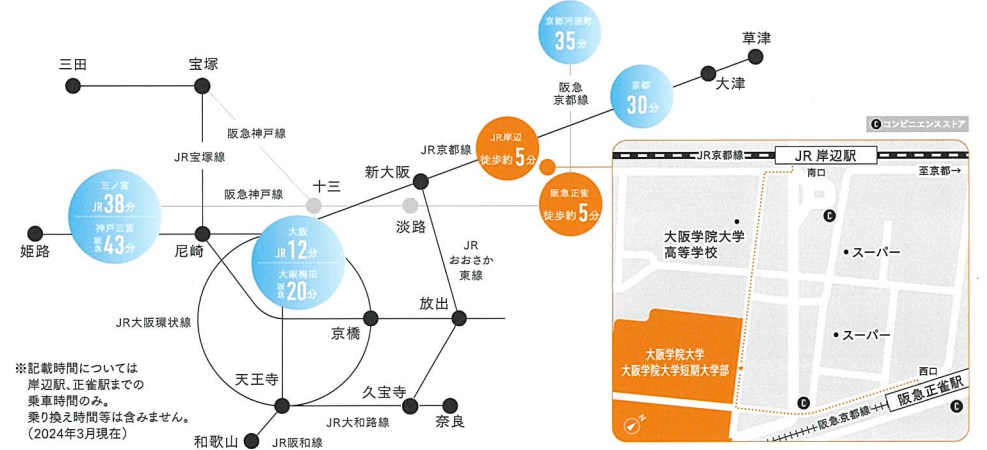 京都河原町
35分
草津
三田
宝塚
京都
30分
大津
阪急
京都線
阪急神戸線
JR宝塚線
JR京都線
JR岸辺
徒歩約5分
新大阪
三ノ宮
JR38分
神戸三宮
阪急43分
阪急神戸線
十三
淡路
阪急正雀
徒歩約5分
姫路
尼崎
大阪
JR12分
大阪梅田
阪急20分
JR
おおさか
東線
JR大阪環状線
京橋
放出
天王寺
久宝寺
奈良
JR大和路線
和歌山
JR阪和線
※記載時間については
岸辺駅、正雀駅までの
乗車時間のみ。
乗り換え時間等は含みません。
(2024年3月現在)
C コンビニエンスストア
JR京都線
JR 岸辺駅
南口
至京都→
C
大阪学院大学
高等学校
スーパー
スーパー
大阪学院大学
大阪学院大学短期大学部
西口
阪急正雀駅
C
阪急京都線
C
N